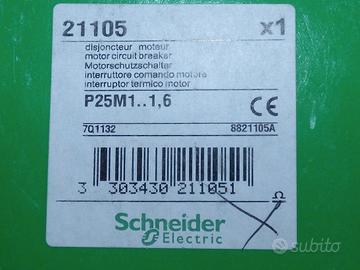 21105 x1
disjoncteur moteur
motor circuit breaker
Motorschutzschalter
interruttore comando motore
interruptor termico motor
P25M1..1,6 CE
7Q1132 8821105A
3 303430 211051
Schneider
Electric
subito